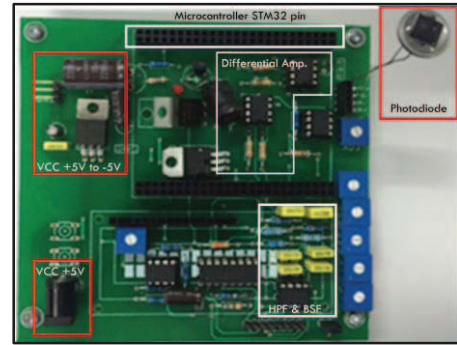 Microcontroller STM32 pin
Differential Amp.
Photodiode
VCC +5V to -5V
VCC +5V
HPF & BSF